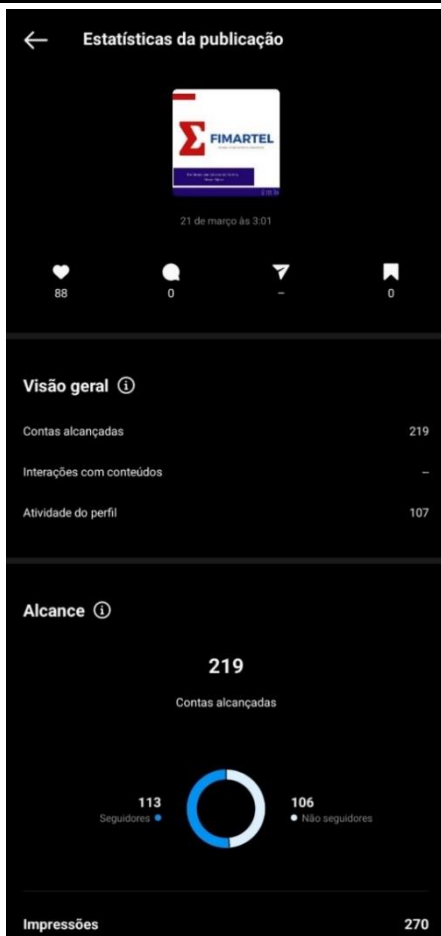 Estatísticas da publicação
FIMARTEL
21 de março às 3:01
88 0 – 0
Visão geral
Contas alcançadas 219
Interações com conteúdos –
Atividade do perfil 107
Alcance
219
Contas alcançadas
113 106
Seguidores Não seguidores
Impressões 270